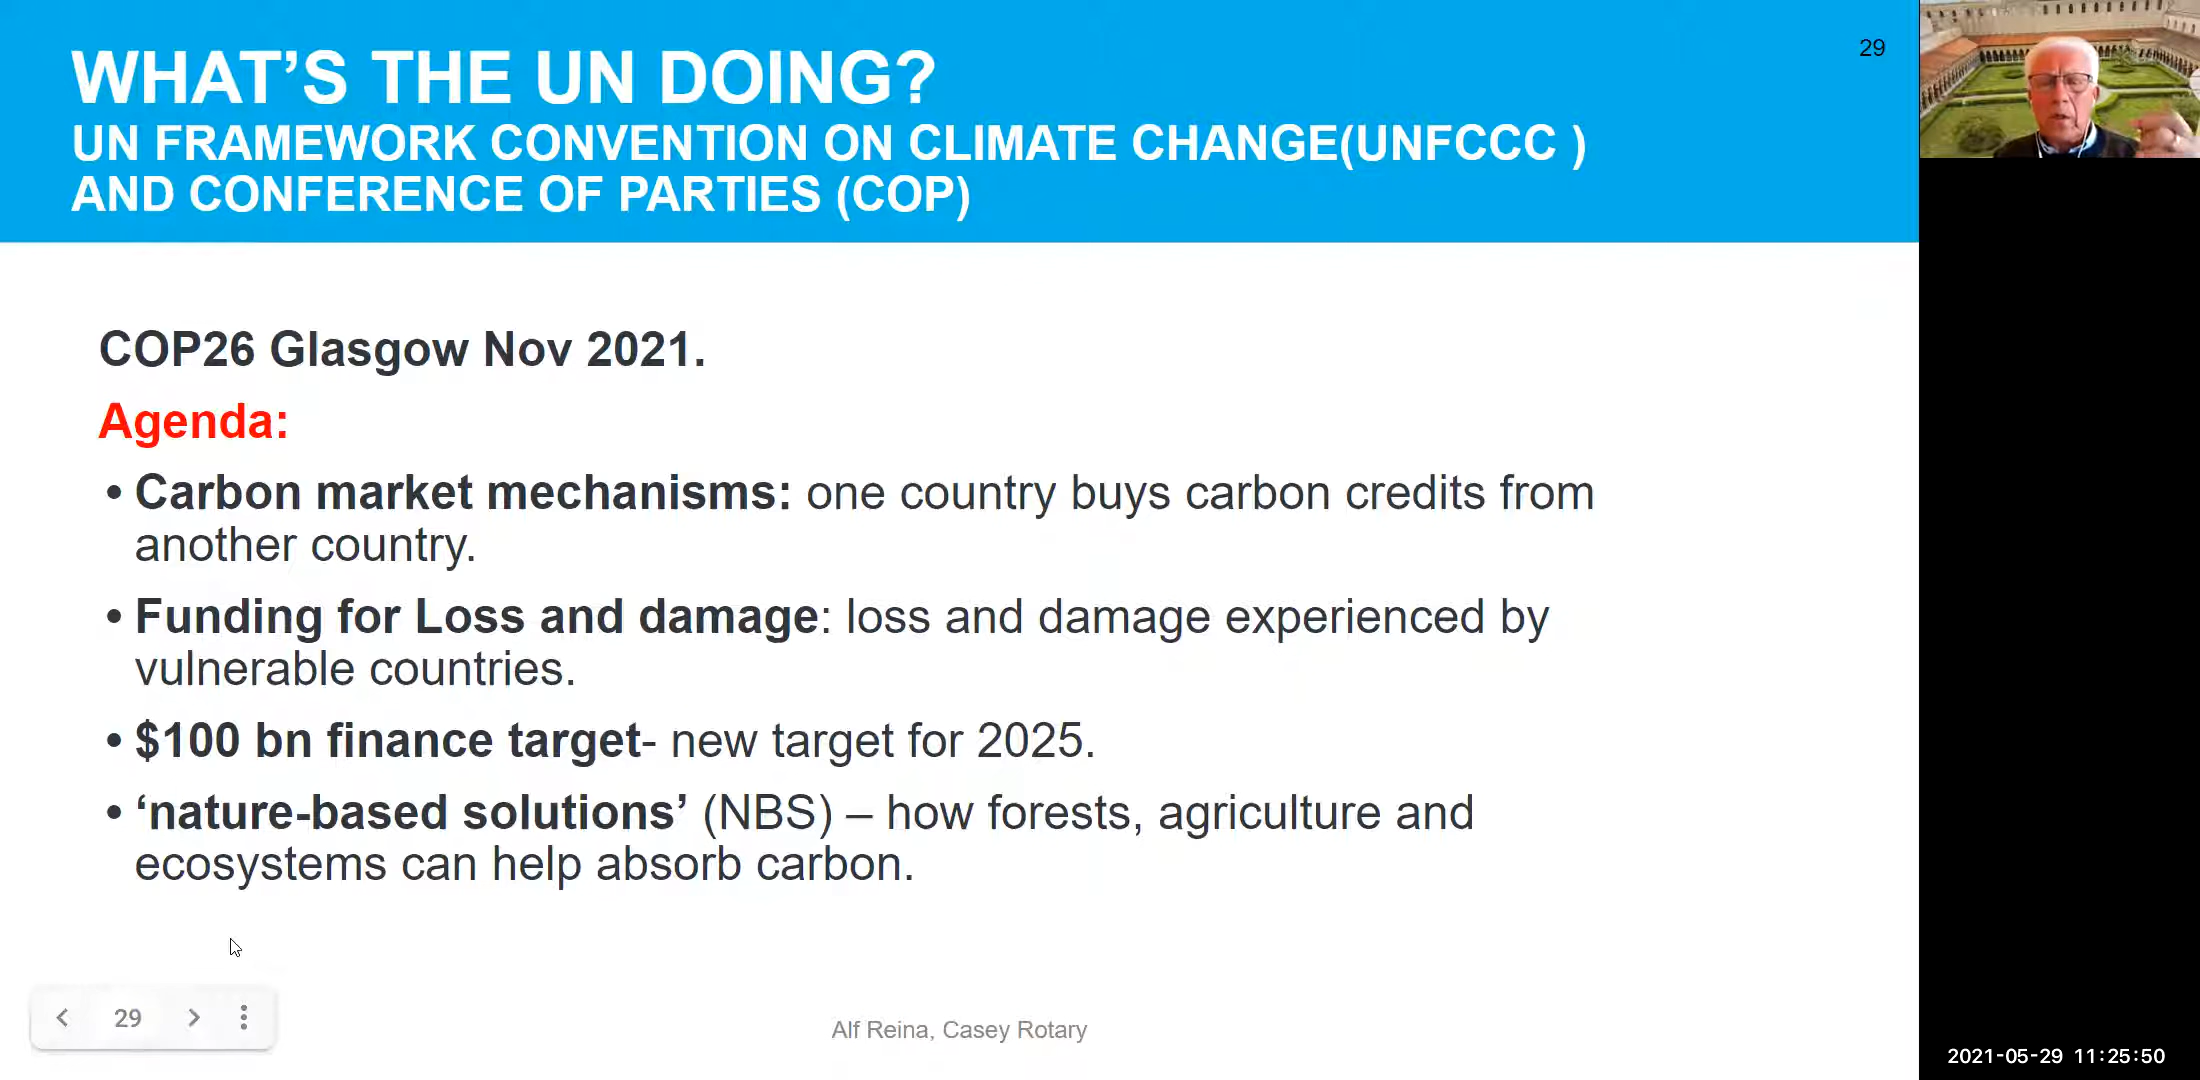 WHAT’S THE UN DOING?
29
UN FRAMEWORK CONVENTION ON CLIMATE CHANGE(UNFCCC )
AND CONFERENCE OF PARTIES (COP)
COP26 Glasgow Nov 2021.
Agenda:
• Carbon market mechanisms: one country buys carbon credits from
another country.
• Funding for Loss and damage: loss and damage experienced by
vulnerable countries.
• $100 bn finance target- new target for 2025.
• ‘nature-based solutions’ (NBS) – how forests, agriculture and
ecosystems can help absorb carbon.
29
Alf Reina, Casey Rotary
2021-05-29 11:25:50